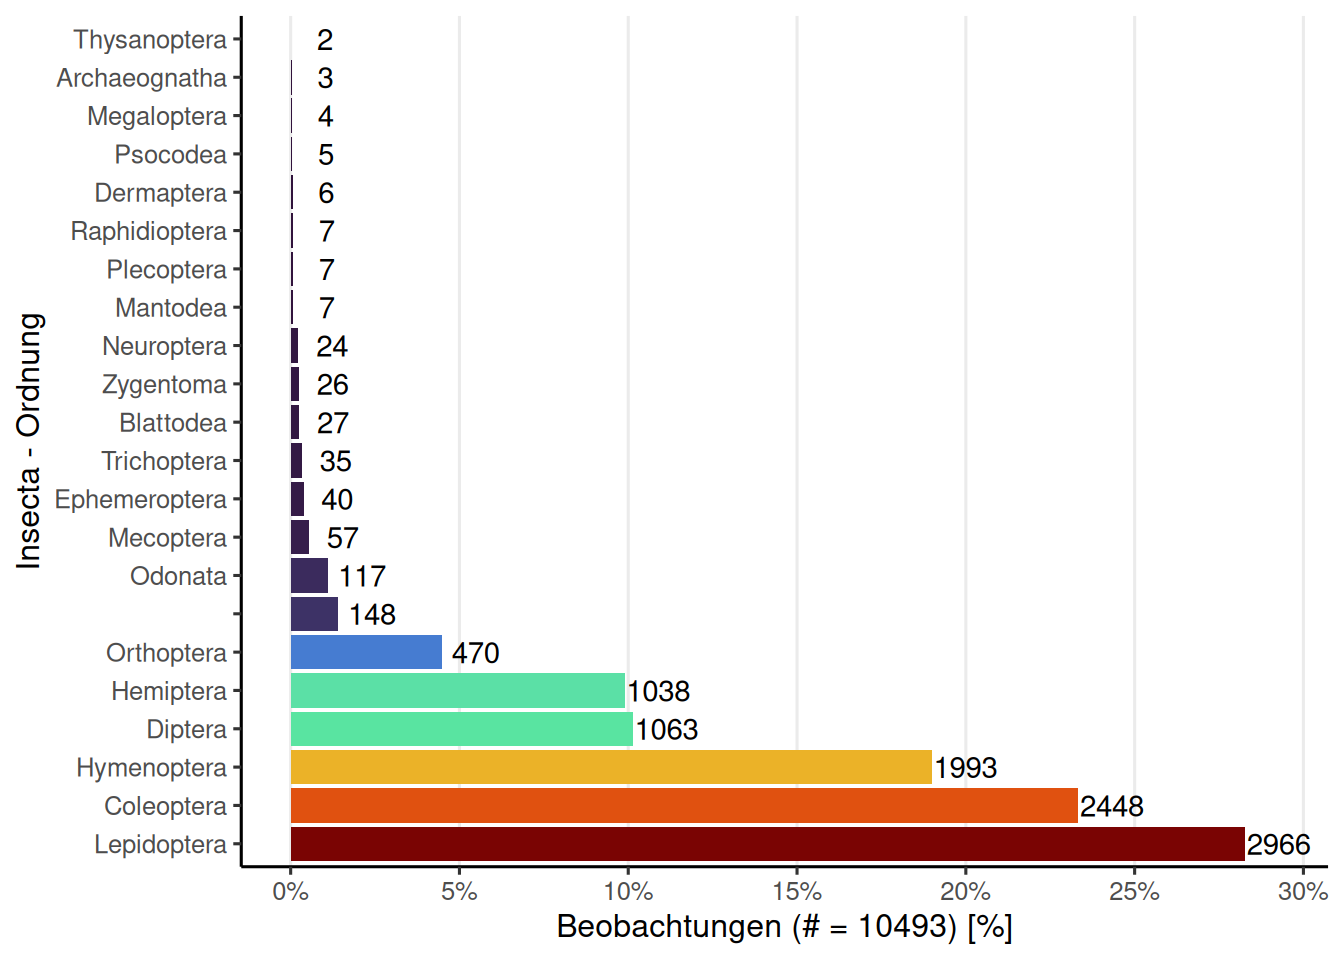 Insecta - Ordnung
Thysanoptera 2
Archaeognatha 3
Megaloptera 4
Psocodea 5
Dermaptera 6
Raphidioptera 7
Plecoptera 7
Mantodea 7
Neuroptera 24
Zygentoma 26
Blattodea 27
Trichoptera 35
Ephemeroptera 40
Mecoptera 57
Odonata 117
148
Orthoptera 470
Hemiptera 1038
Diptera 1063
Hymenoptera 1993
Coleoptera 2448
Lepidoptera 2966
0% 5% 10% 15% 20% 25% 30%
Beobachtungen (# = 10493) [%]